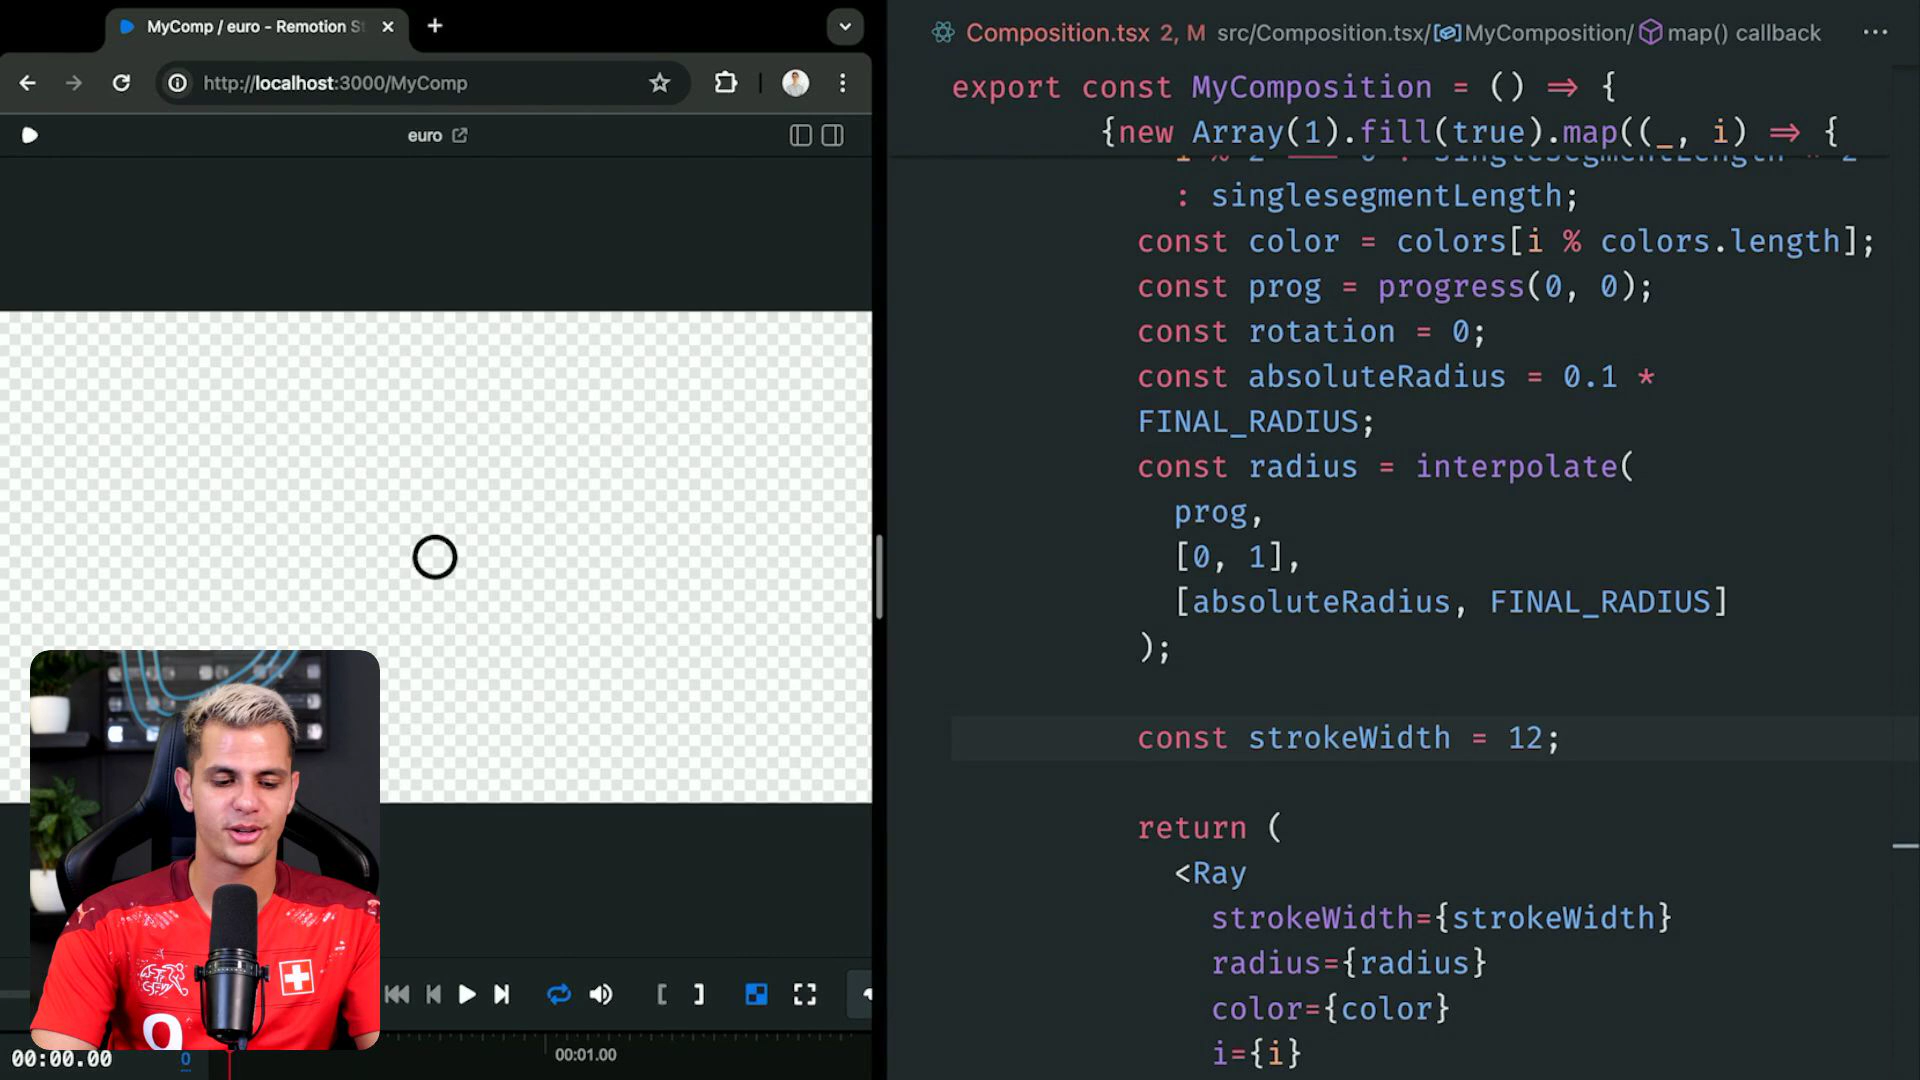 MyComp / euro - Remotion St
http://localhost:3000/MyComp
euro
Composition.tsx 2, M src/Composition.tsx/ MyComposition/ map() callback
export const MyComposition = () => {
{new Array(1).fill(true).map((_, i) => {
: singlesegmentLength;
const color = colors[i % colors.length];
const prog = progress(0, 0);
const rotation = 0;
const absoluteRadius = 0.1 *
FINAL_RADIUS;
const radius = interpolate(
prog,
[0, 1],
[absoluteRadius, FINAL_RADIUS]
);
const strokeWidth = 12;
return (
<Ray
strokeWidth={strokeWidth}
radius={radius}
color={color}
i={i}
00:00.00
0
00:01.00